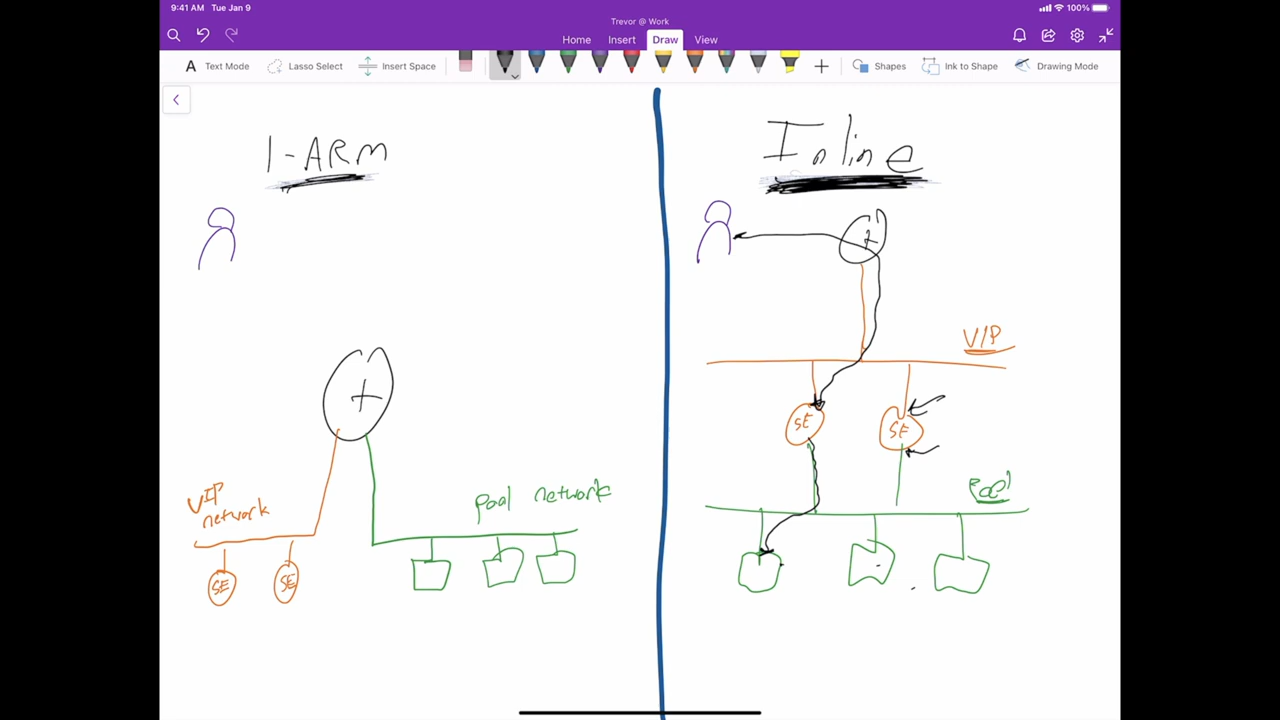 9:41 AM Tue Jan 9
100%
Trevor @ Work
Home Insert Draw View
Text Mode Lasso Select Insert Space Shapes Ink to Shape Drawing Mode
1-ARM
Inline
VIP
SE
SE
VIP
network
Pool network
Pool
SE
SE